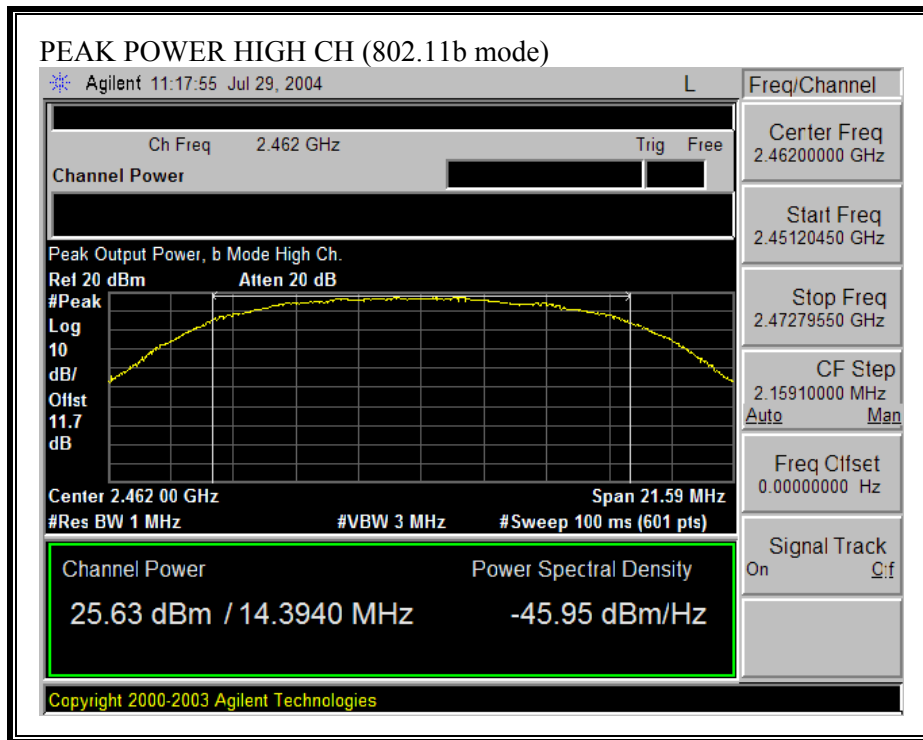 PEAK POWER HIGH CH (802.11b mode)
Agilent 11:17:55 Jul 29, 2004 L
Freq/Channel
Ch Freq 2.462 GHz Trig Free
Channel Power
Center Freq
2.46200000 GHz
Start Freq
2.45120450 GHz
Stop Freq
2.47279550 GHz
CF Step
2.15910000 MHz
Auto Man
Freq Offset
0.00000000 Hz
Signal Track
On Off
Peak Output Power, b Mode High Ch.
Ref 20 dBm Atten 20 dB
#Peak
Log
10
dB/
Offst
11.7
dB
Center 2.462 00 GHz Span 21.59 MHz
#Res BW 1 MHz #VBW 3 MHz #Sweep 100 ms (601 pts)
Channel Power Power Spectral Density
25.63 dBm / 14.3940 MHz -45.95 dBm/Hz
Copyright 2000-2003 Agilent Technologies